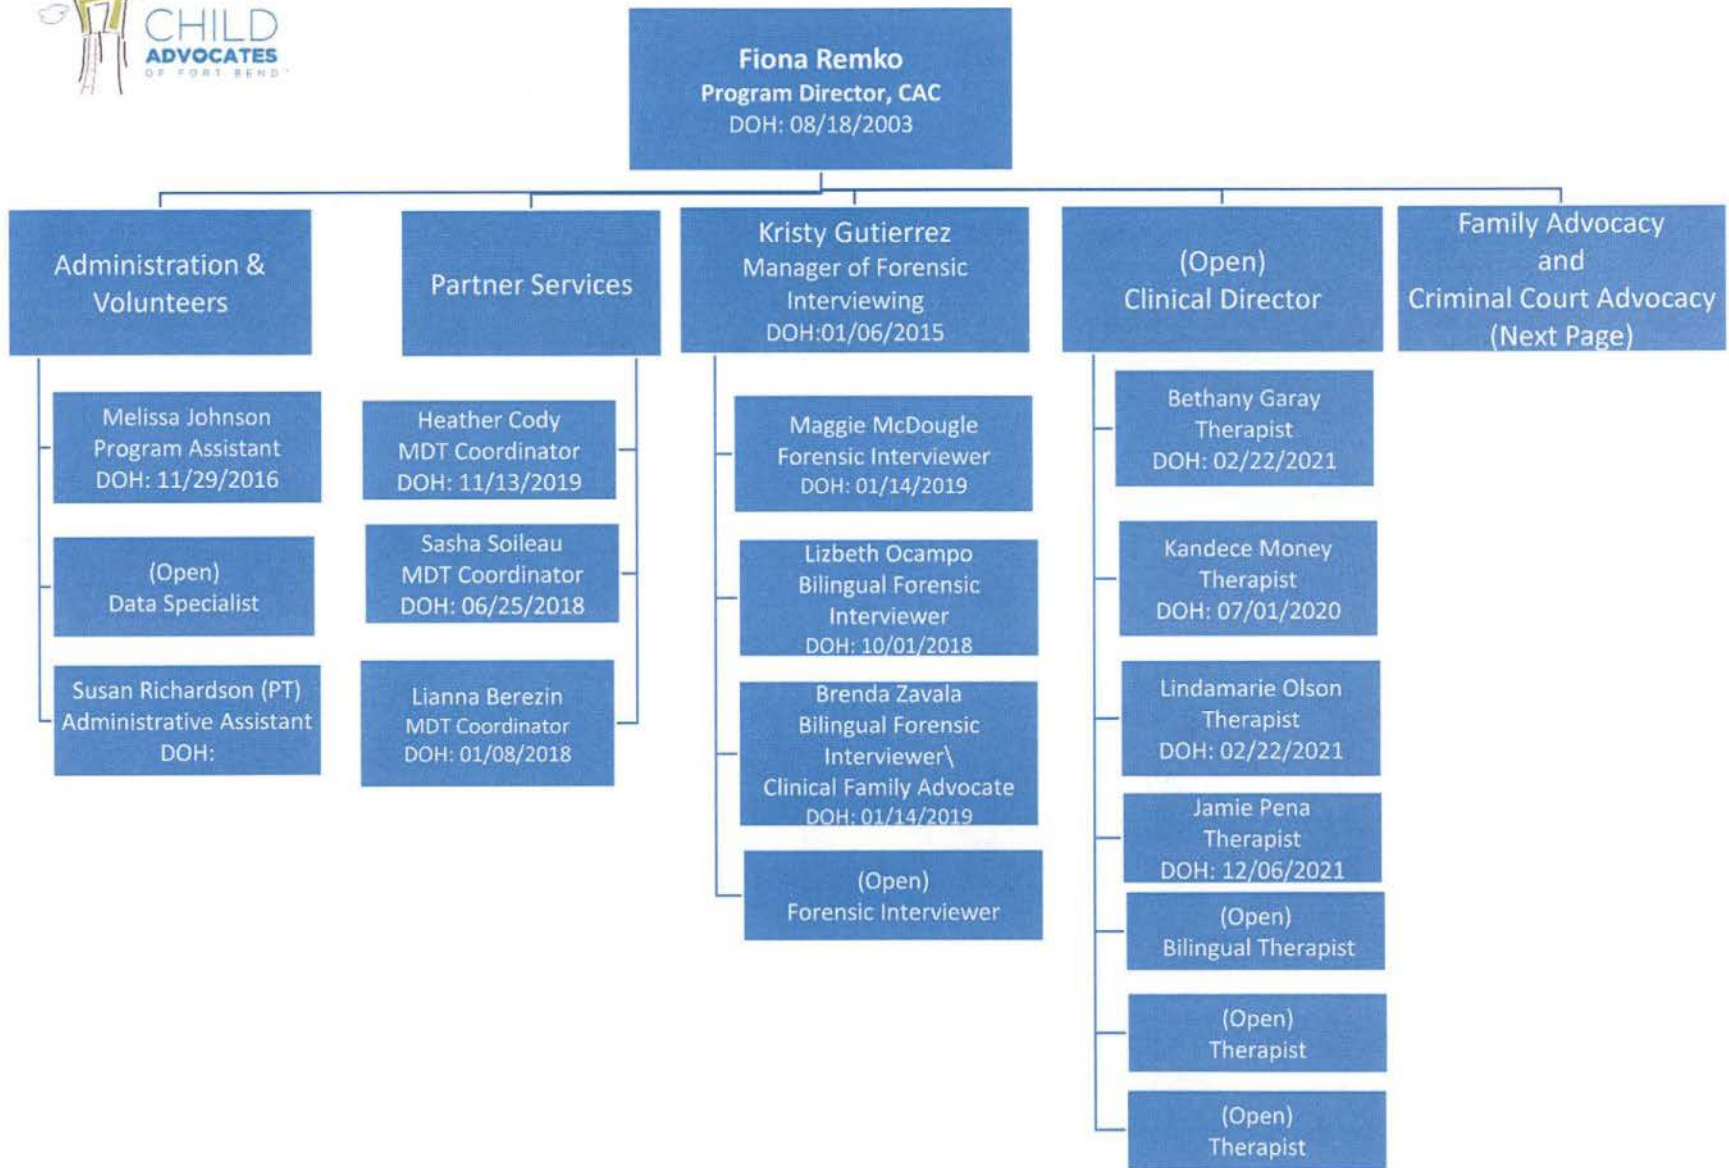 CHILD
ADVOCATES
OF FORT BEND
Fiona Remko
Program Director, CAC
DOH: 08/18/2003
Administration &
Volunteers
Melissa Johnson
Program Assistant
DOH: 11/29/2016
(Open)
Data Specialist
Susan Richardson (PT)
Administrative Assistant
DOH:
Partner Services
Heather Cody
MDT Coordinator
DOH: 11/13/2019
Sasha Soileau
MDT Coordinator
DOH: 06/25/2018
Lianna Berezin
MDT Coordinator
DOH: 01/08/2018
Kristy Gutierrez
Manager of Forensic
Interviewing
DOH:01/06/2015
Maggie McDougle
Forensic Interviewer
DOH: 01/14/2019
Lizbeth Ocampo
Bilingual Forensic
Interviewer
DOH: 10/01/2018
Brenda Zavala
Bilingual Forensic
Interviewer\
Clinical Family Advocate
DOH: 01/14/2019
(Open)
Forensic Interviewer
(Open)
Clinical Director
Bethany Garay
Therapist
DOH: 02/22/2021
Kandece Money
Therapist
DOH: 07/01/2020
Lindamarie Olson
Therapist
DOH: 02/22/2021
Jamie Pena
Therapist
DOH: 12/06/2021
(Open)
Bilingual Therapist
(Open)
Therapist
(Open)
Therapist
Family Advocacy
and
Criminal Court Advocacy
(Next Page)